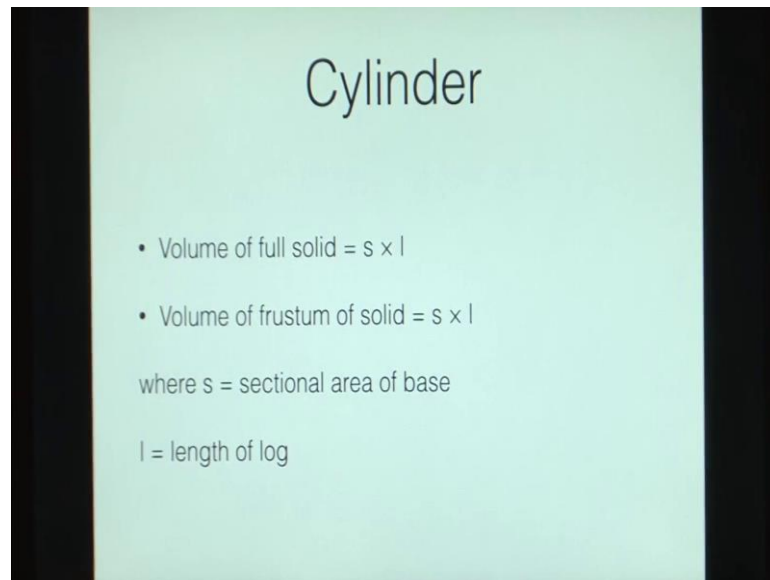 Cylinder
• Volume of full solid = s x l
• Volume of frustum of solid = s x l
where s = sectional area of base
l = length of log